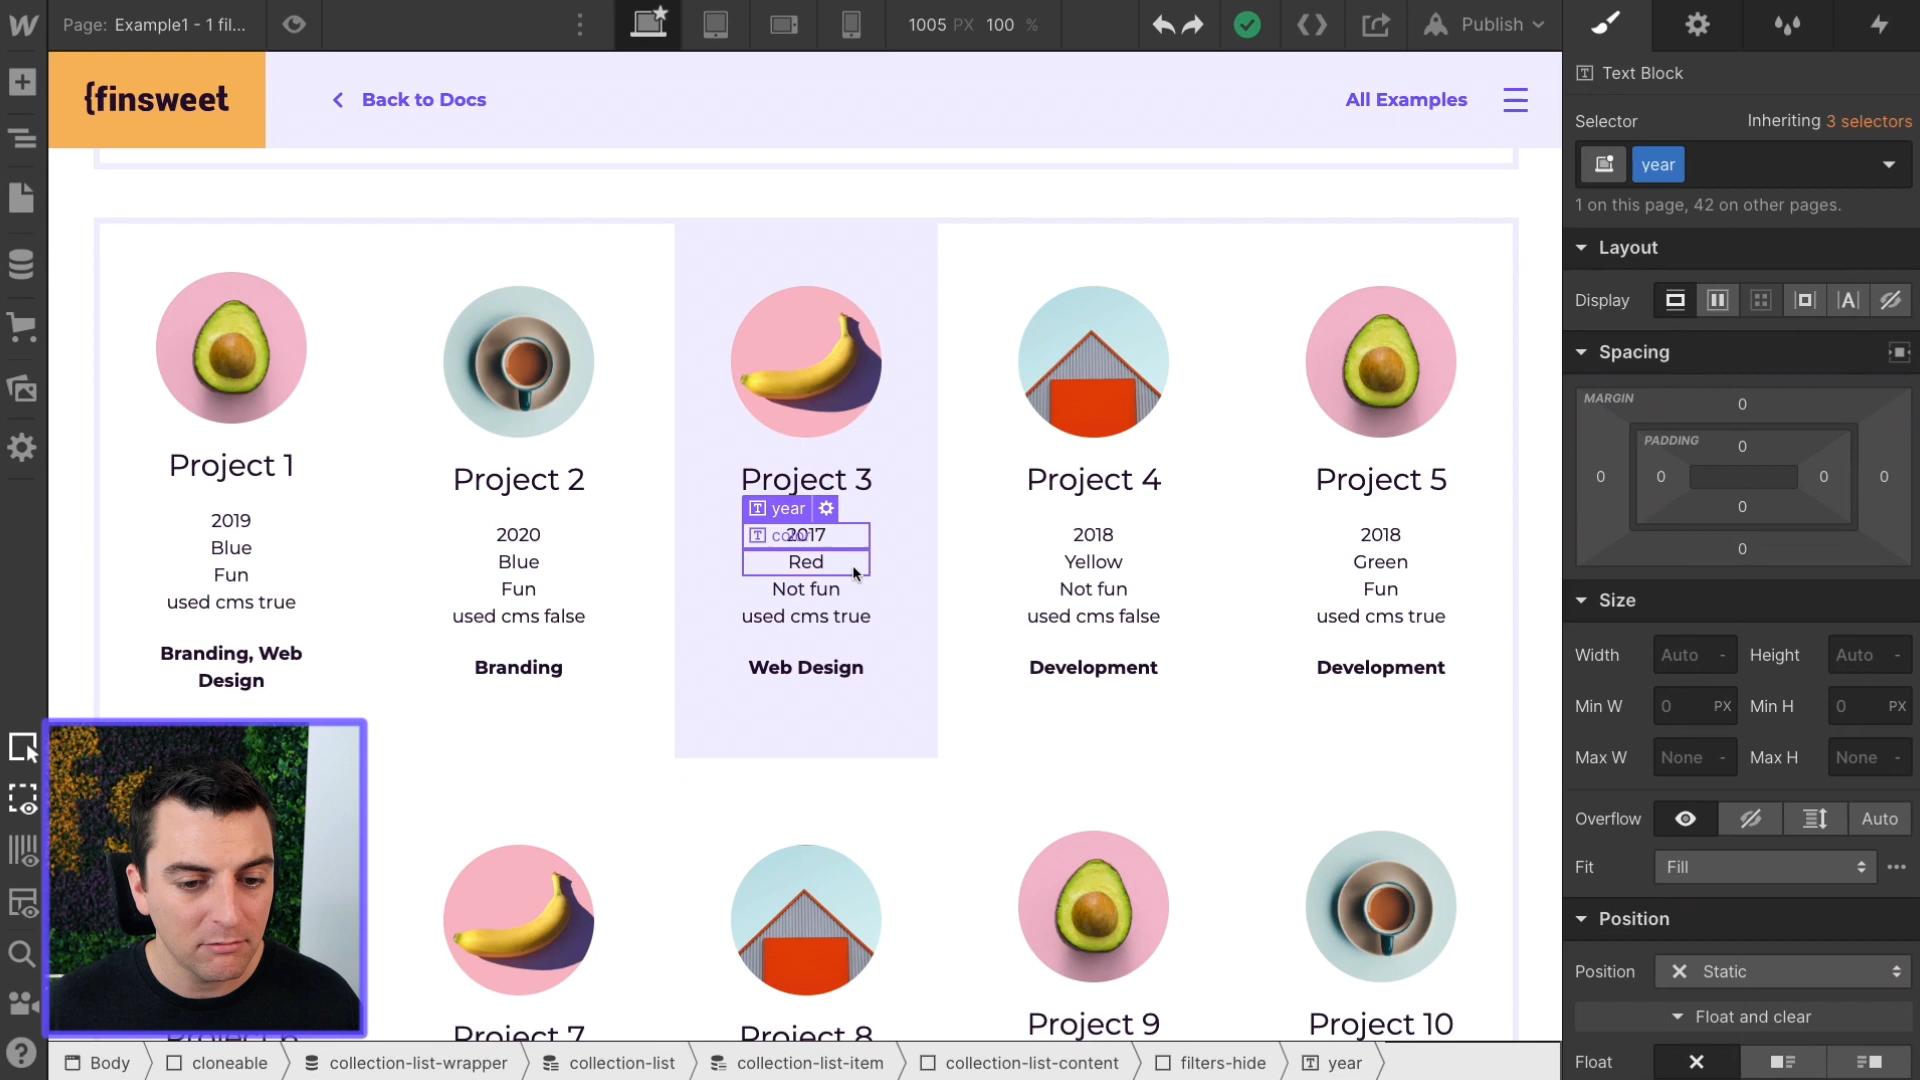 Page: Example1 - 1 fil...
1005 PX 100 %
Publish
Text Block
{finsweet
Back to Docs
All Examples
Selector
Inheriting 3 selectors
year
1 on this page, 42 on other pages.
Layout
Display
Spacing
MARGIN
0
PADDING
0
0 0 0 0
0
0
Size
Width Auto -
Height Auto -
Min W 0 PX
Min H 0 PX
Max W None -
Max H None -
Overflow
Auto
Fit
Fill
Position
Position
Static
Float and clear
Float
Project 1
2019
Blue
Fun
used cms true
Branding, Web
Design
Project 2
2020
Blue
Fun
used cms false
Branding
Project 3
year
2017
Red
Not fun
used cms true
Web Design
Project 4
2018
Yellow
Not fun
used cms false
Development
Project 5
2018
Green
Fun
used cms true
Development
Project 7
Project 8
Project 9
Project 10
Body
cloneable
collection-list-wrapper
collection-list
collection-list-item
collection-list-content
filters-hide
year